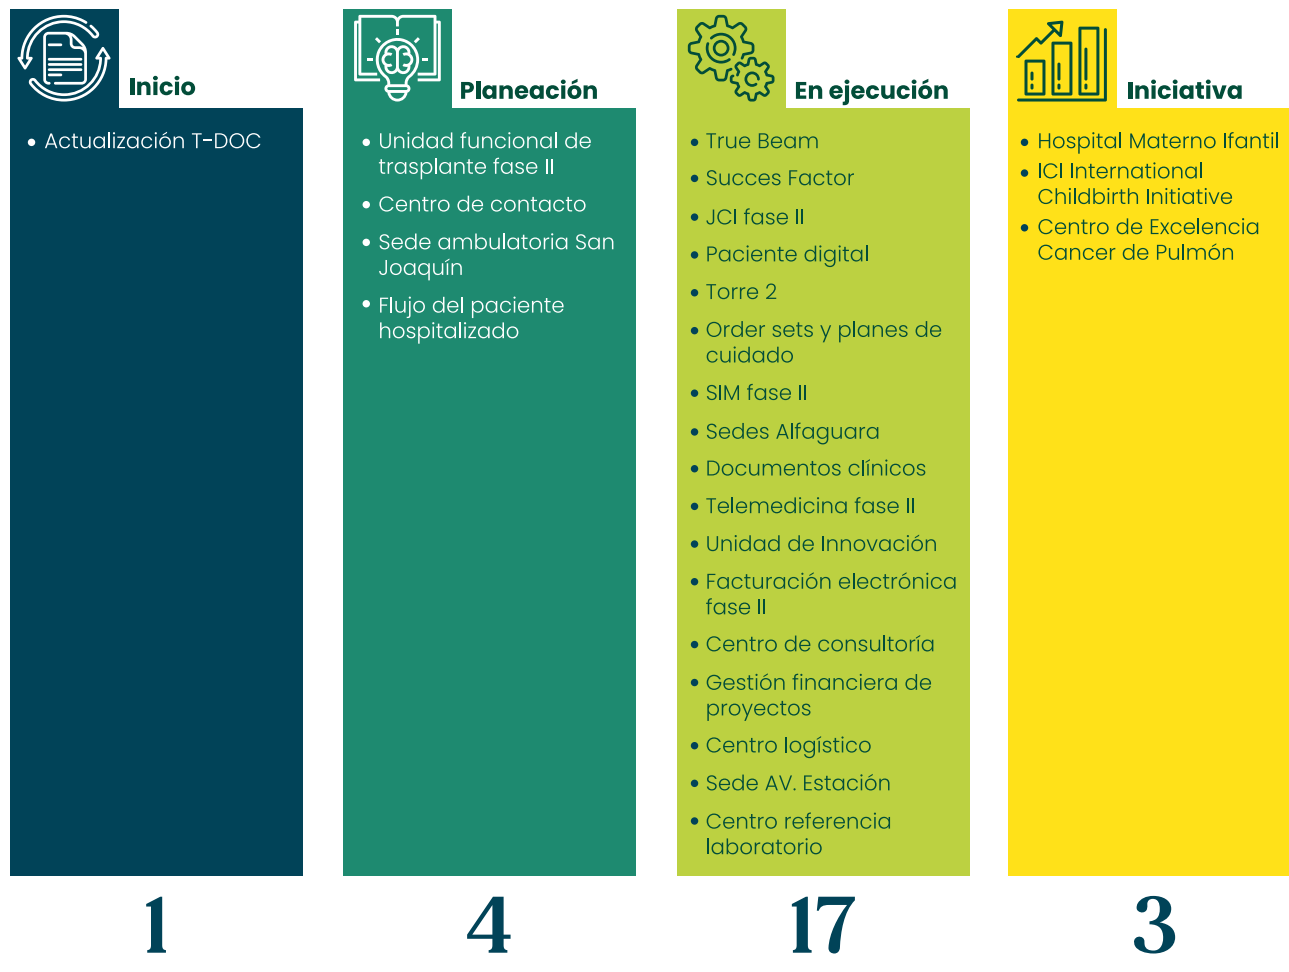 Inicio
• Actualización T-DOC
1
Planeación
• Unidad funcional de
trasplante fase II
• Centro de contacto
• Sede ambulatoria San
Joaquín
• Flujo del paciente
hospitalizado
4
En ejecución
• True Beam
• Succes Factor
• JCI fase II
• Paciente digital
• Torre 2
• Order sets y planes de
cuidado
• SIM fase II
• Sedes Alfaguara
• Documentos clínicos
• Telemedicina fase II
• Unidad de Innovación
• Facturación electrónica
fase II
• Centro de consultoría
• Gestión financiera de
proyectos
• Centro logístico
• Sede AV. Estación
• Centro referencia
laboratorio
17
Iniciativa
• Hospital Materno Ifantil
• ICI International
Childbirth Initiative
• Centro de Excelencia
Cancer de Pulmón
3